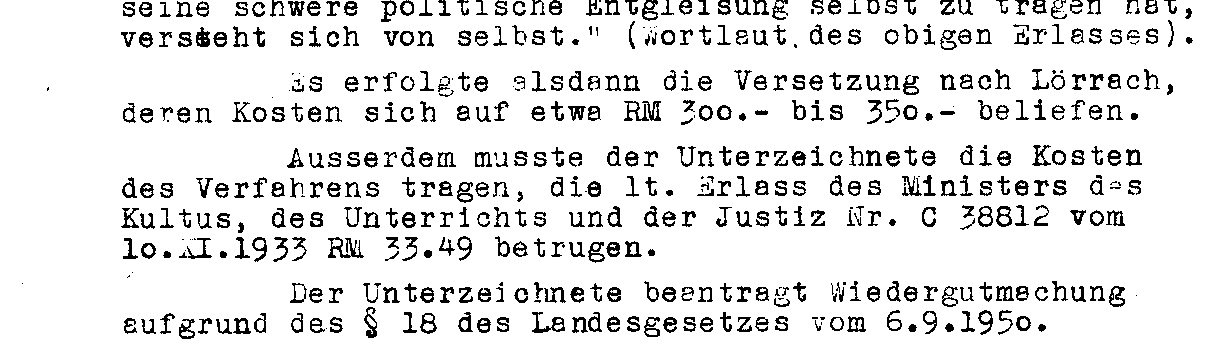 seine schwere politische Entgleisung selbst zu tragen hat,
versteht sich von selbst." (Wortlaut des obigen Erlasses).
Es erfolgte alsdann die Versetzung nach Lörrach,
deren Kosten sich auf etwa RM 3oo.- bis 35o.- beliefen.
Ausserdem musste der Unterzeichnete die Kosten
des Verfahrens tragen, die lt. Erlass des Ministers des
Kultus, des Unterrichts und der Justiz Nr. C 38812 vom
lo.XI.1933 RM 33.49 betrugen.
Der Unterzeichnete beantragt Wiedergutmachung
aufgrund des § 18 des Landesgesetzes vom 6.9.195o.